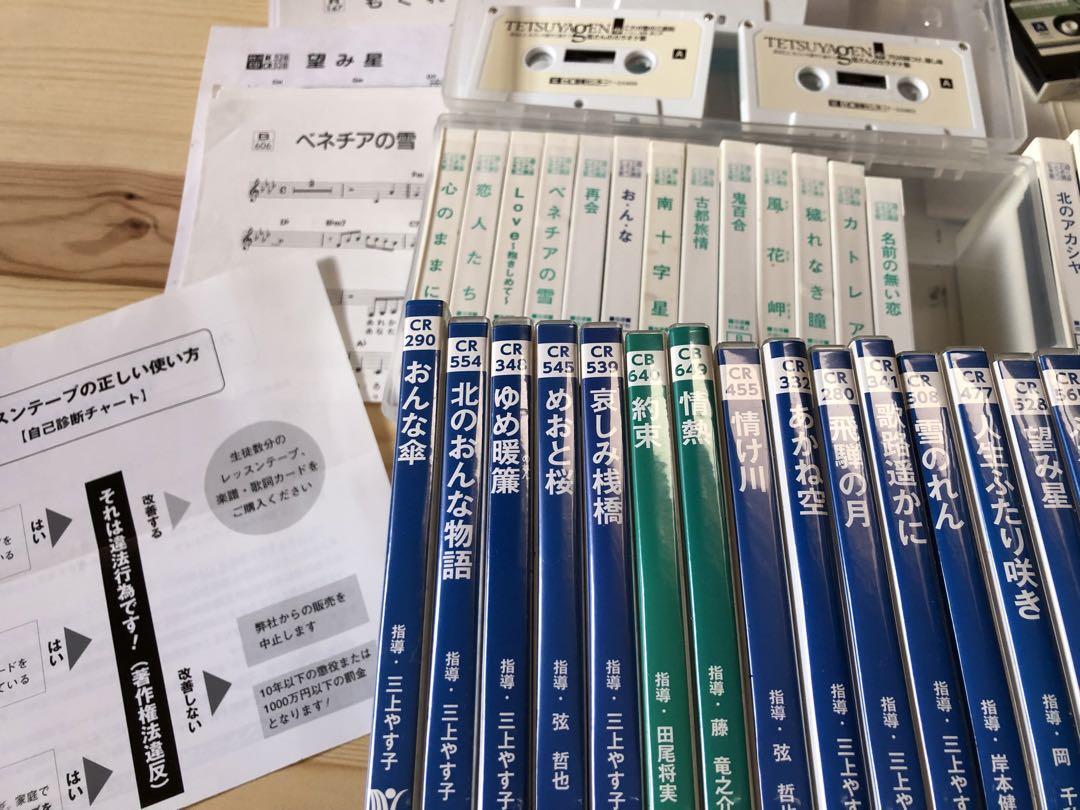 望み星
B
606
ベネチアの雪
TETSUYAGEN
A
TETSUYAGEN
A
心のままに
恋人たち
Love〜抱きしめて〜
ベネチアの雪
再会
お・ん・な
南十字星
古都旅情
鬼百合
風花岬
穢れなき瞳
カトレア
名前の無い恋
北のアカシヤ
スンテープの正しい使い方
【自己診断チャート】
はい
はい
はい
それは違法行為です！（著作権法違反）
改善する
改善しない
生徒数分の
レッスンテープ、
楽譜・歌詞カードを
ご購入ください
弊社からの販売を
中止します
10年以下の懲役または
1000万円以下の罰金
となります！
CR
290
おんな傘
指導・三上やす子
CR
554
北のおんな物語
指導・三上やす子
CR
348
ゆめ暖簾
指導・三上やす子
CR
545
めおと桜
指導・弦 哲也
CR
539
哀しみ桟橋
指導・三上やす子
CB
640
約束
指導・田尾将実
CB
649
情熱
指導・藤 竜之介
CR
455
情け川
指導・弦 哲也
CR
332
あかね空
指導・三上やす子
CR
280
飛騨の月
指導・三上
CR
341
歌路遥かに
指導・三上
CR
308
雪のれん
指導・三上
CR
477
人生ふたり咲き
指導・岸本健
CR
528
望み星
指導・岡 千
CR